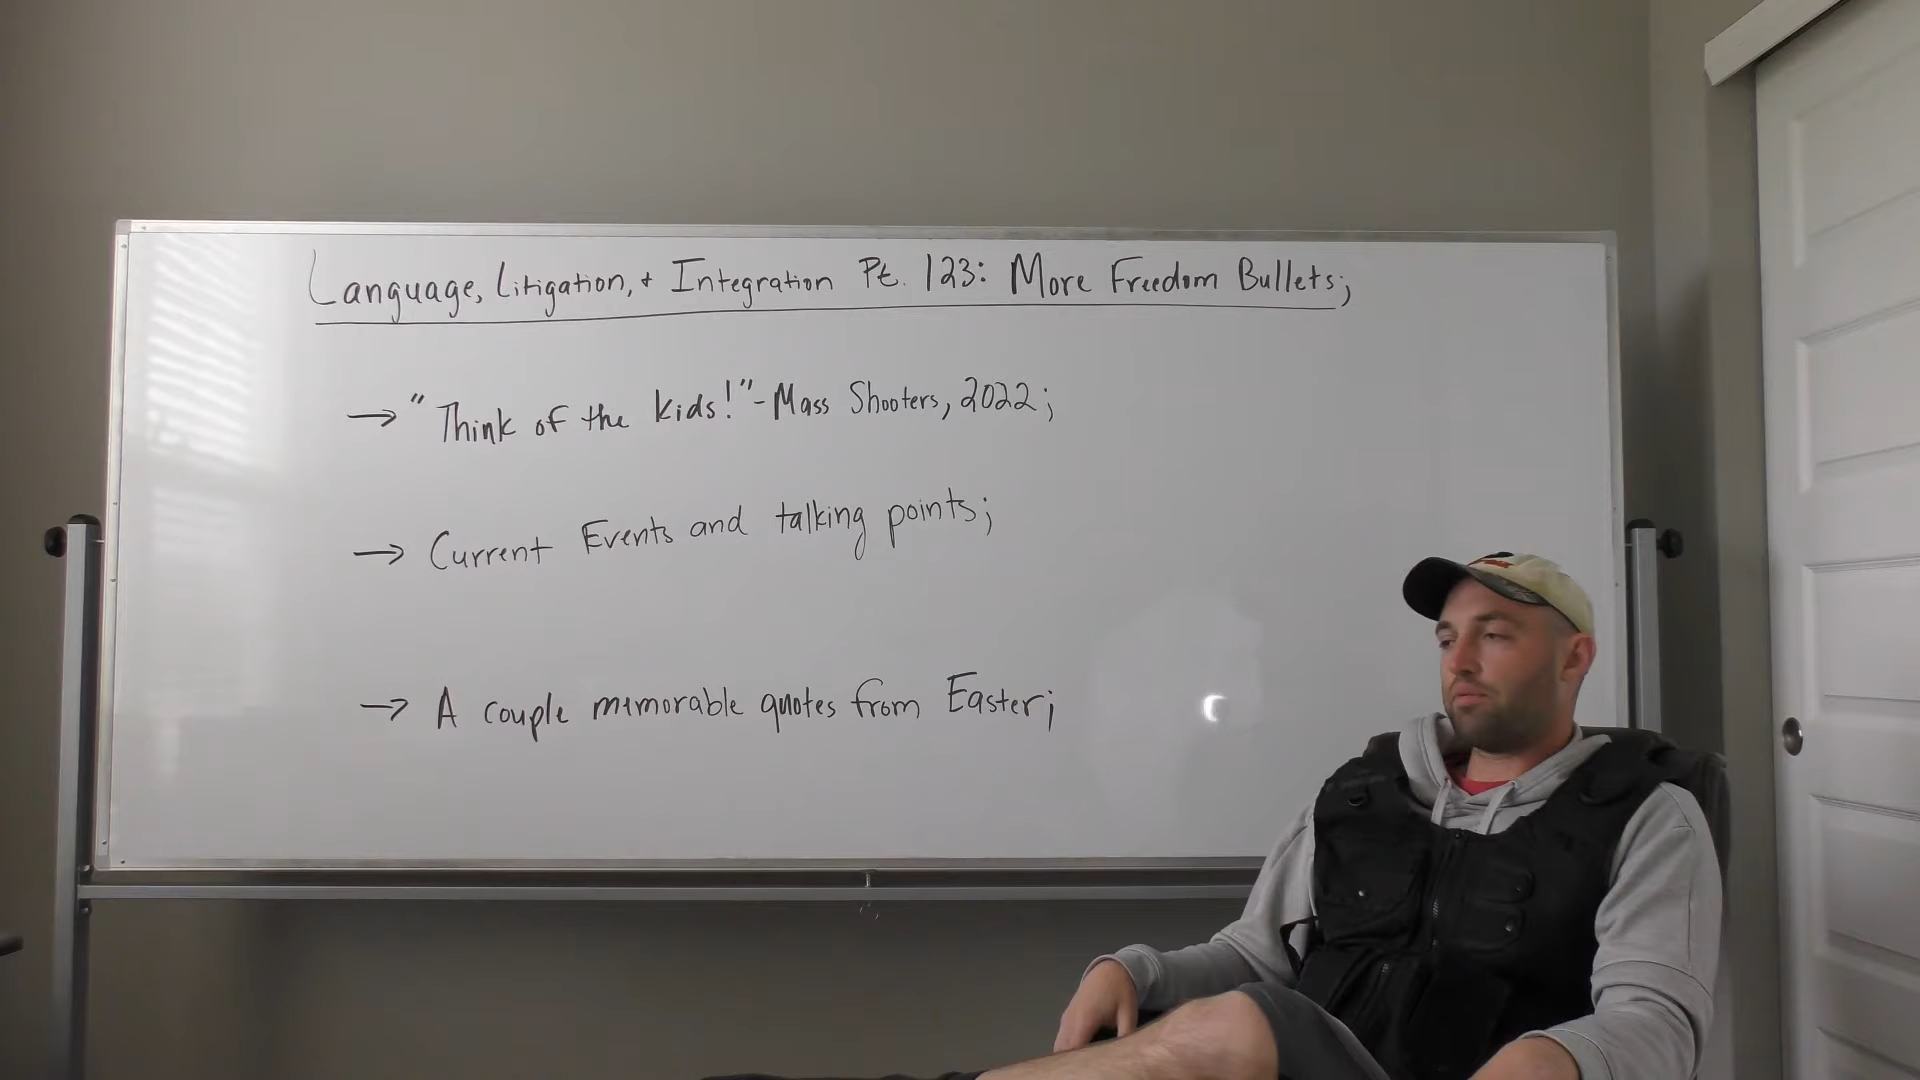 Language, Litigation, + Integration Pt. 123: More Freedom Bullets;
→ "Think of the kids!"- Mass Shooters, 2022;
→ Current Events and talking points;
→ A couple memorable quotes from Easter;